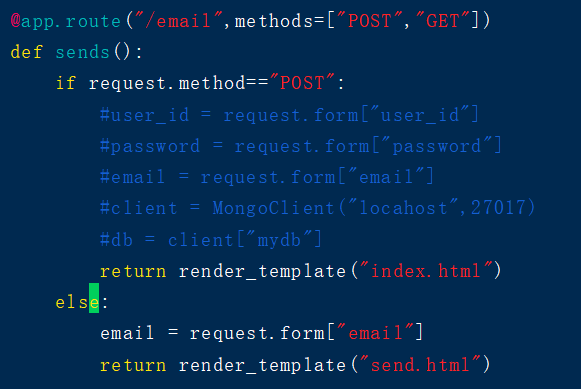 @app.route("/email",methods=["POST","GET"])
def sends():
    if request.method=="POST":
        #user_id = request.form["user_id"]
        #password = request.form["password"]
        #email = request.form["email"]
        #client = MongoClient("locahost",27017)
        #db = client["mydb"]
        return render_template("index.html")
    else:
        email = request.form["email"]
        return render_template("send.html")